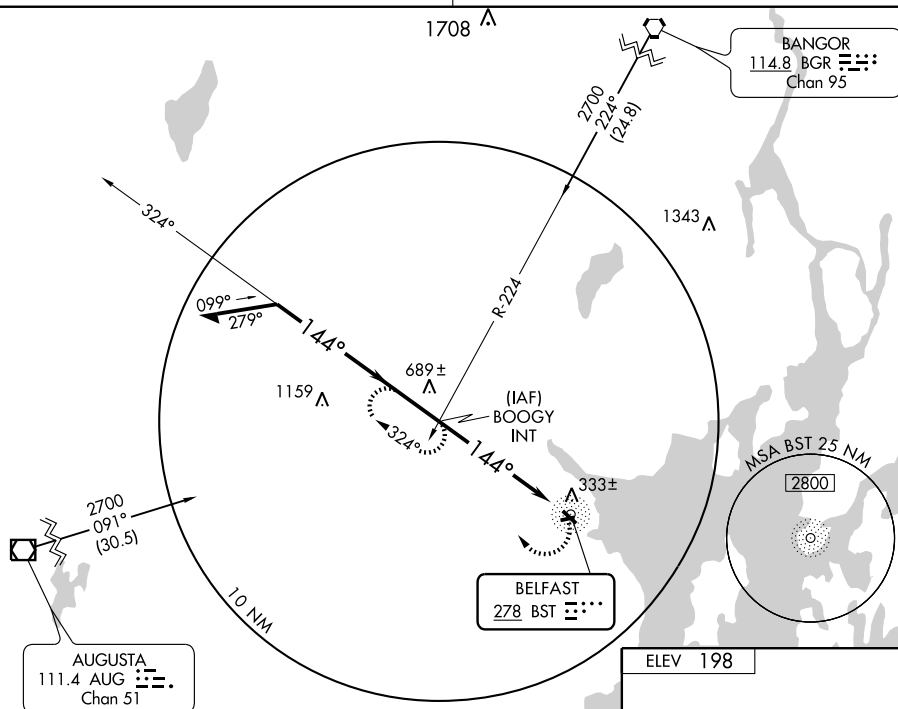 1708
BANGOR
114.8 BGR
Chan 95
2700
224°
(24.8)
1343
324°
R-224
099°
279°
144°
689±
1159
(IAF)
BOOGY
INT
324°
144°
MSA BST 25 NM
2800
333±
2700
091°
(30.5)
BELFAST
278 BST
10 NM
AUGUSTA
111.4 AUG
Chan 51
ELEV 198